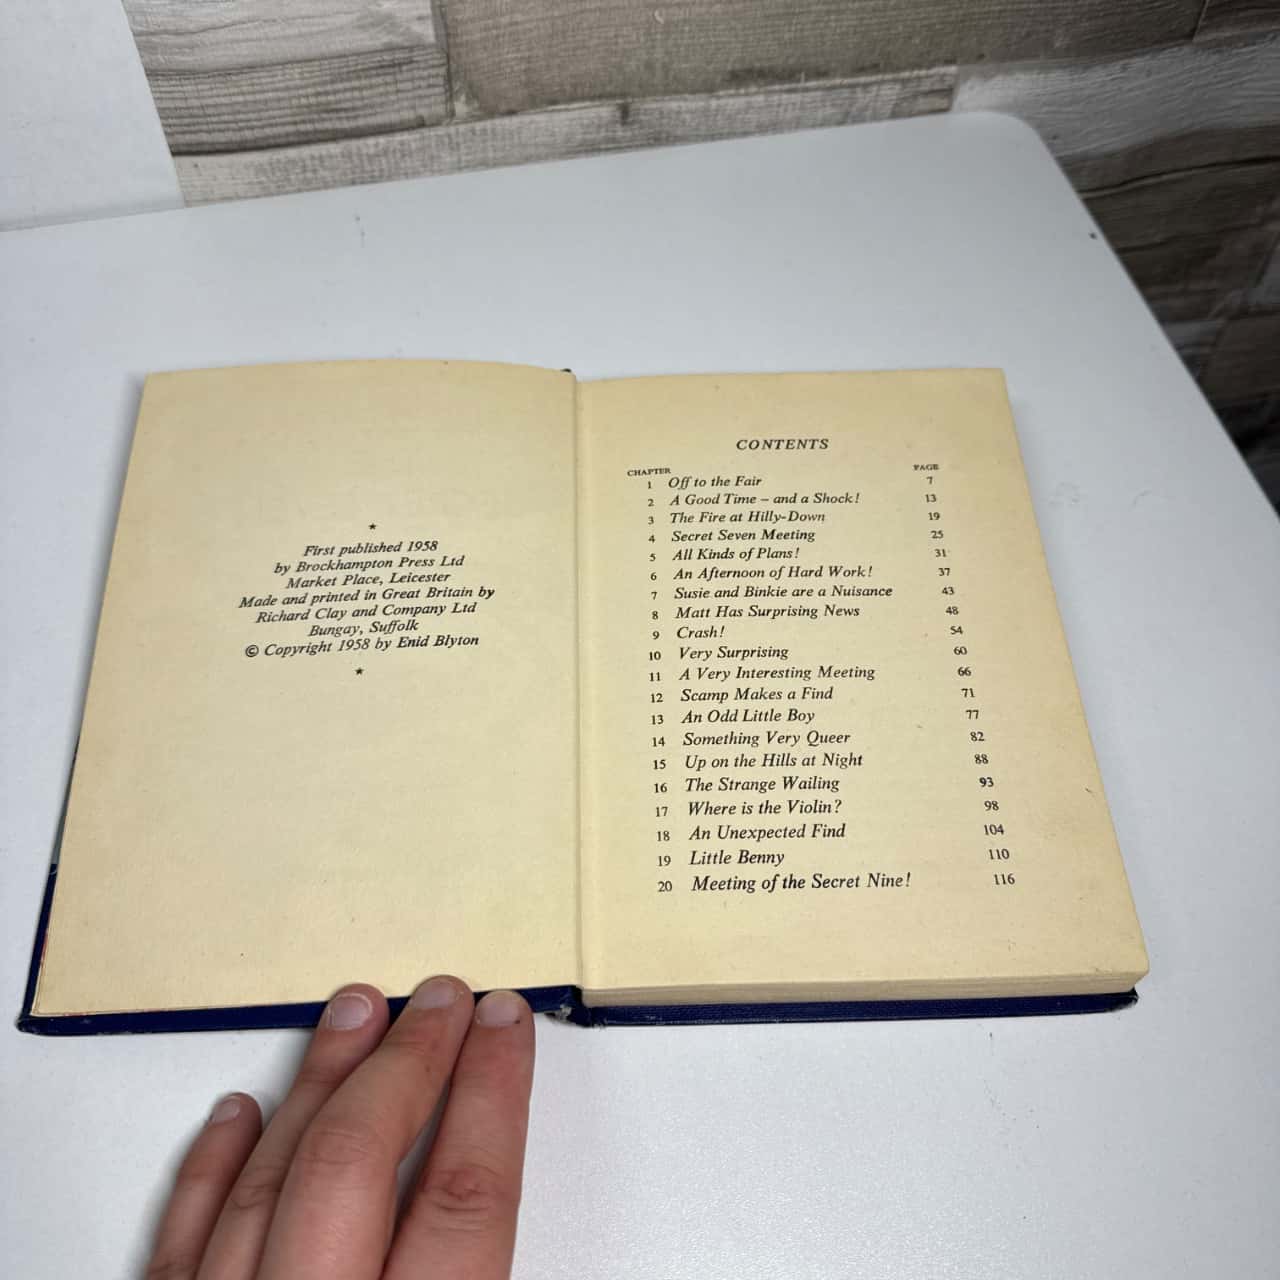 ★
First published 1958
by Brockhampton Press Ltd
Market Place, Leicester
Made and printed in Great Britain by
Richard Clay and Company Ltd
Bungay, Suffolk
© Copyright 1958 by Enid Blyton
★
CONTENTS
CHAPTER PAGE
1 Off to the Fair 7
2 A Good Time – and a Shock! 13
3 The Fire at Hilly-Down 19
4 Secret Seven Meeting 25
5 All Kinds of Plans! 31
6 An Afternoon of Hard Work! 37
7 Susie and Binkie are a Nuisance 43
8 Matt Has Surprising News 48
9 Crash! 54
10 Very Surprising 60
11 A Very Interesting Meeting 66
12 Scamp Makes a Find 71
13 An Odd Little Boy 77
14 Something Very Queer 82
15 Up on the Hills at Night 88
16 The Strange Wailing 93
17 Where is the Violin? 98
18 An Unexpected Find 104
19 Little Benny 110
20 Meeting of the Secret Nine! 116